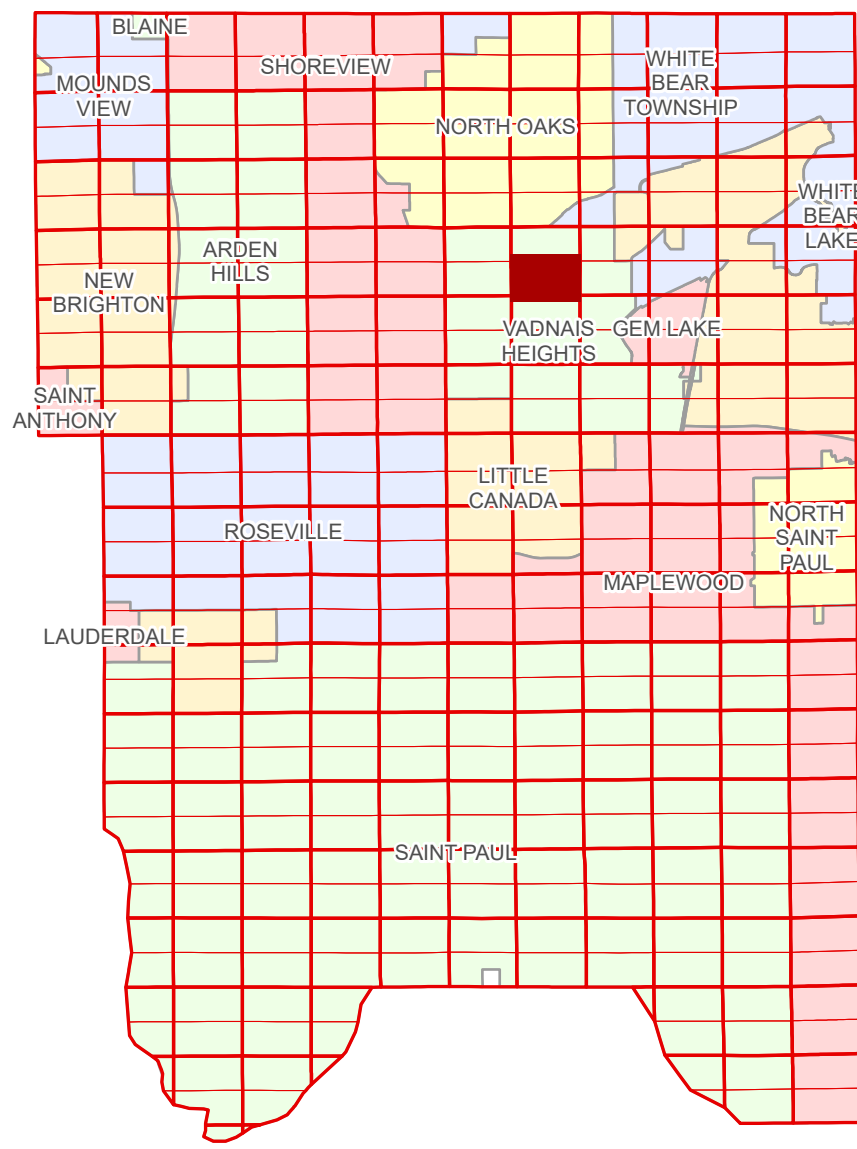 BLAINE
SHOREVIEW
WHITE
BEAR
TOWNSHIP
MOUNDS
VIEW
NORTH OAKS
WHITE
BEAR
LAKE
ARDEN
HILLS
NEW
BRIGHTON
VADNAIS
HEIGHTS
GEM LAKE
SAINT
ANTHONY
LITTLE
CANADA
NORTH
SAINT
PAUL
ROSEVILLE
MAPLEWOOD
LAUDERDALE
SAINT PAUL